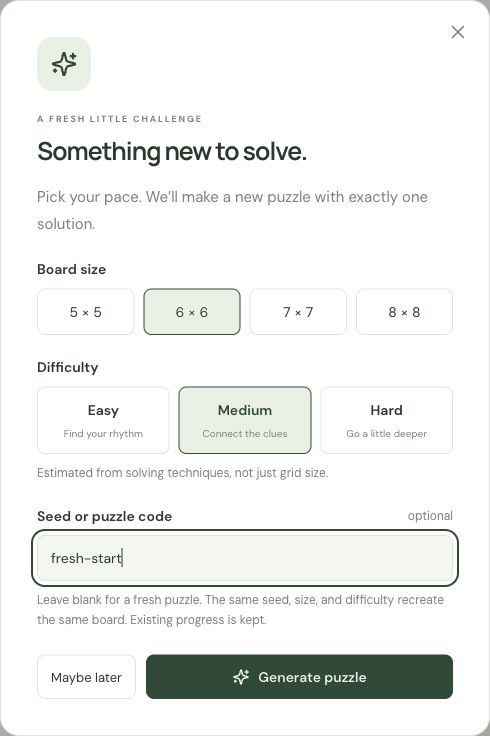 A FRESH LITTLE CHALLENGE
Something new to solve.
Pick your pace. We’ll make a new puzzle with exactly one
solution.
Board size
5 × 5
6 × 6
7 × 7
8 × 8
Difficulty
Easy
Find your rhythm
Medium
Connect the clues
Hard
Go a little deeper
Estimated from solving techniques, not just grid size.
Seed or puzzle code
optional
fresh-start
Leave blank for a fresh puzzle. The same seed, size, and difficulty recreate
the same board. Existing progress is kept.
Maybe later
Generate puzzle